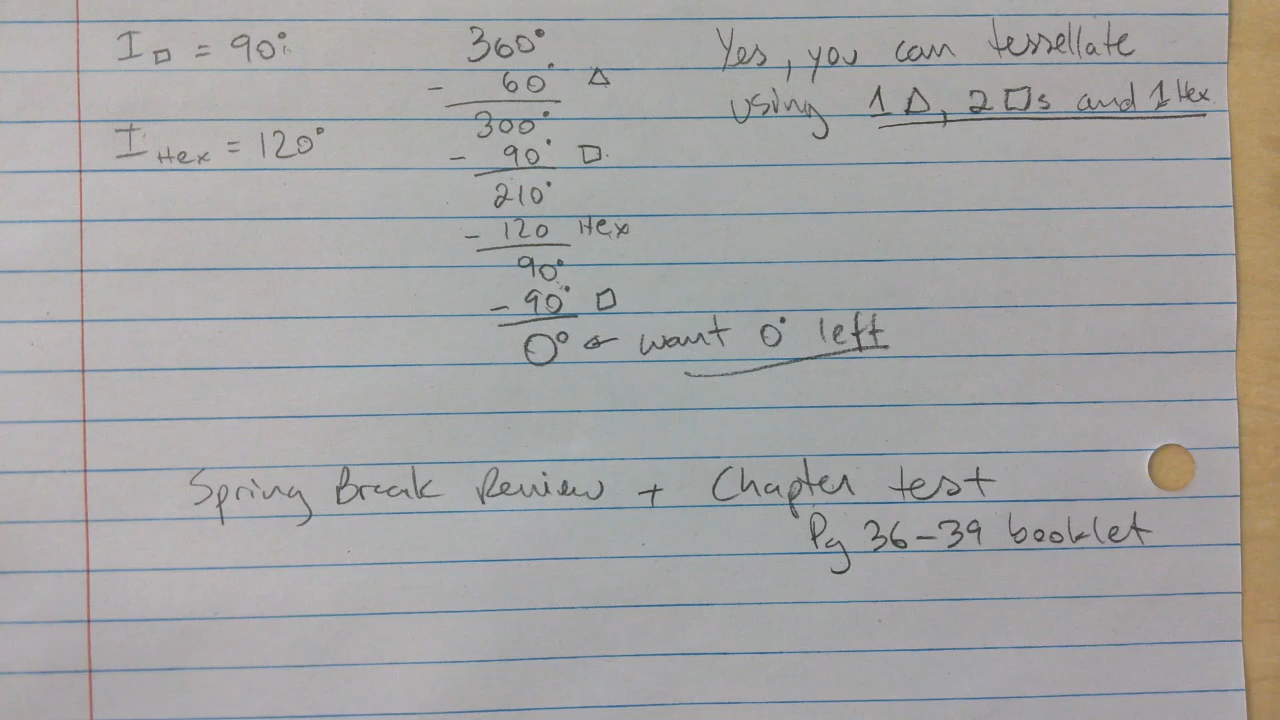 I□ = 90°
I Hex = 120°
360°
- 60° △
300°
- 90° □
210°
- 120 Hex
90°
- 90° □
0° ← want 0° left
Yes, you can tessellate
using 1 △, 2 □s and 1 Hex.
Spring Break Review + Chapter test
Pg 36-39 booklet